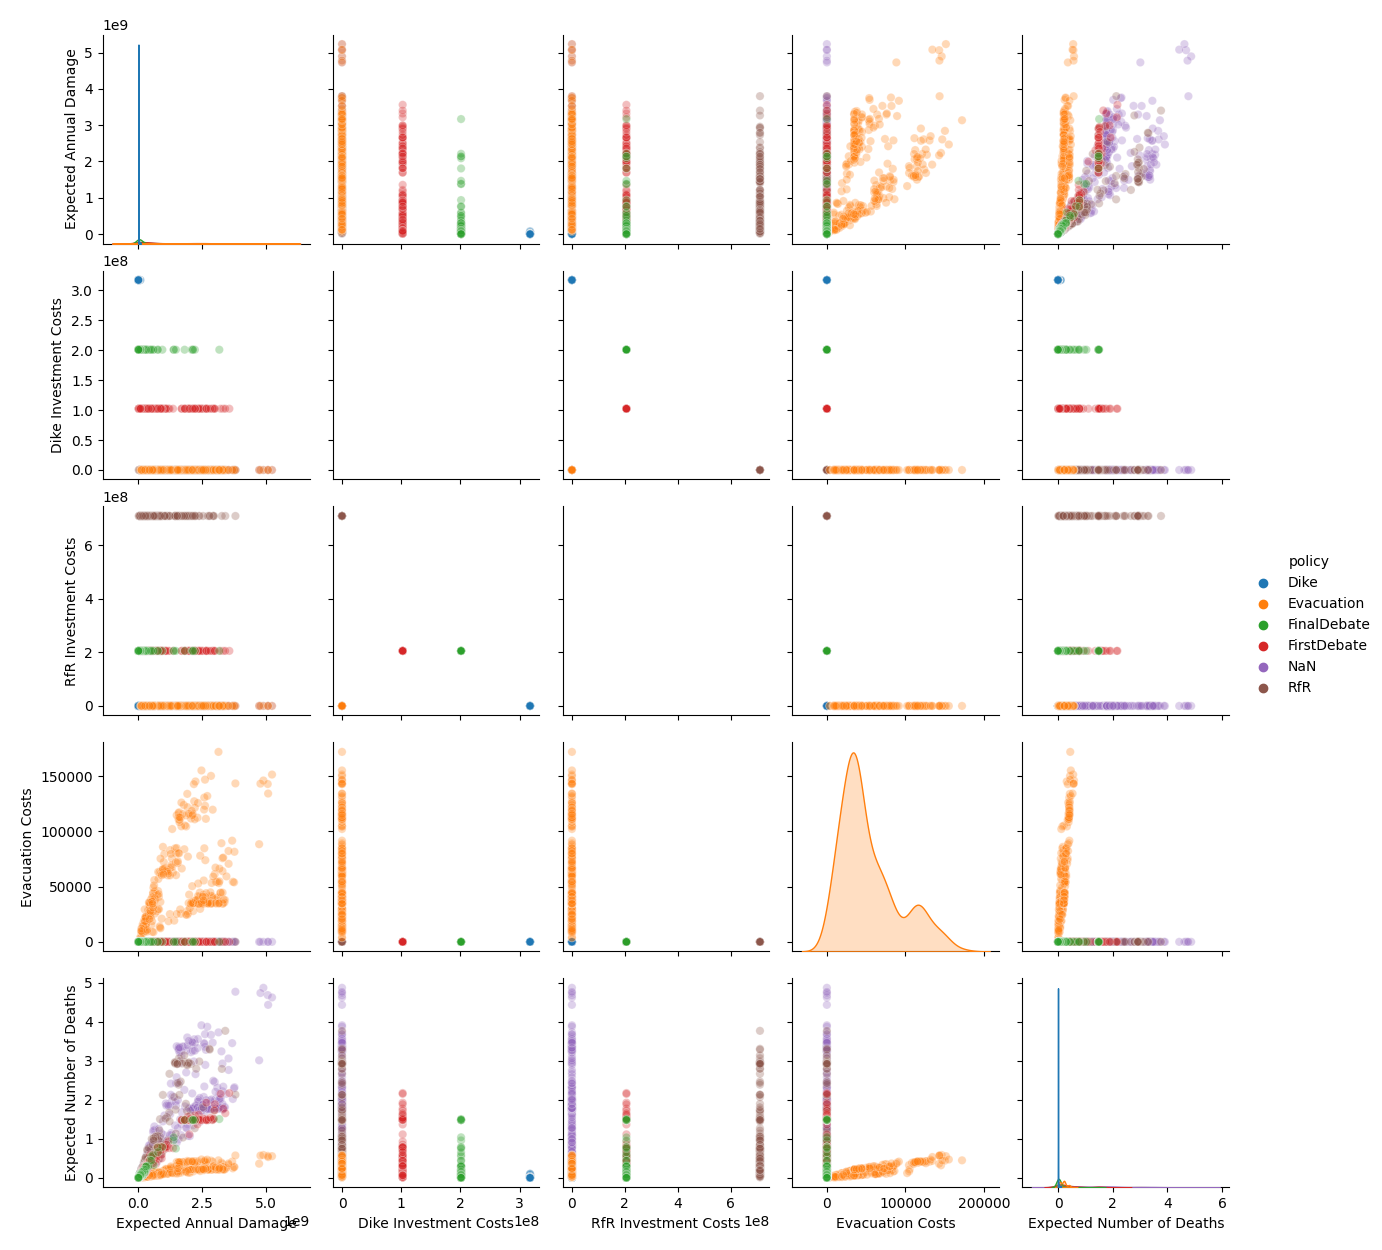 1e9
5
4
3
2
1
0
Expected Annual Damage
1e8
3.0
2.5
2.0
1.5
1.0
0.5
0.0
Dike Investment Costs
1e8
6
4
2
0
RfR Investment Costs
policy
Dike
Evacuation
FinalDebate
FirstDebate
NaN
RfR
150000
100000
50000
0
Evacuation Costs
5
4
3
2
1
0
Expected Number of Deaths
0.0 2.5 5.0
Expected Annual Damage 1e9
0 1 2 3
Dike Investment Costs 1e8
0 2 4 6
RfR Investment Costs 1e8
0 100000 200000
Evacuation Costs
0 2 4 6
Expected Number of Deaths